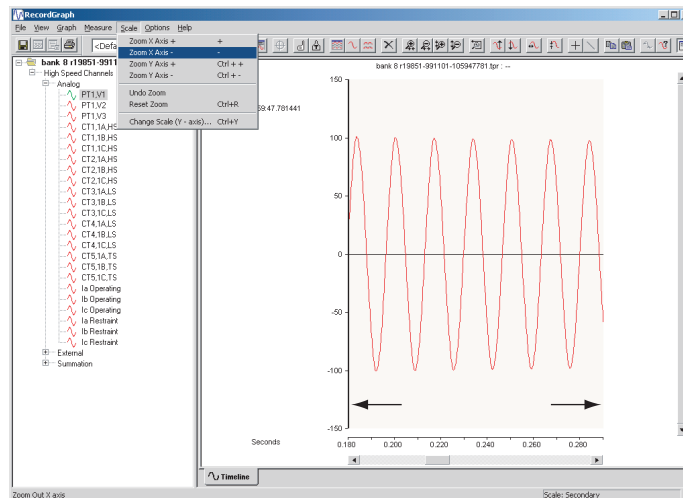 RecordGraph
File View Graph Measure Scale Options Help
<Defa
Zoom X Axis + +
Zoom X Axis - -
Zoom Y Axis + Ctrl + +
Zoom Y Axis - Ctrl + -
Undo Zoom
Reset Zoom Ctrl+R
Change Scale (Y - axis)... Ctrl+Y
bank 8 r19851-9911
High Speed Channels
Analog
PT1,V1
PT1,V2
PT1,V3
CT1,1A,HS
CT1,1B,HS
CT1,1C,HS
CT2,1A,HS
CT2,1B,HS
CT2,1C,HS
CT3,1A,LS
CT3,1B,LS
CT3,1C,LS
CT4,1A,LS
CT4,1B,LS
CT4,1C,LS
CT5,1A,TS
CT5,1B,TS
CT5,1C,TS
Ia Operating
Ib Operating
Ic Operating
Ia Restraint
Ib Restraint
Ic Restraint
External
Summation
bank 8 r19851-991101-105947781.tpr : --
59:47.781441
150
100
50
0
-50
-100
-150
Seconds
0.180 0.200 0.220 0.240 0.260 0.280
Timeline
Zoom Out X axis
Scale: Secondary